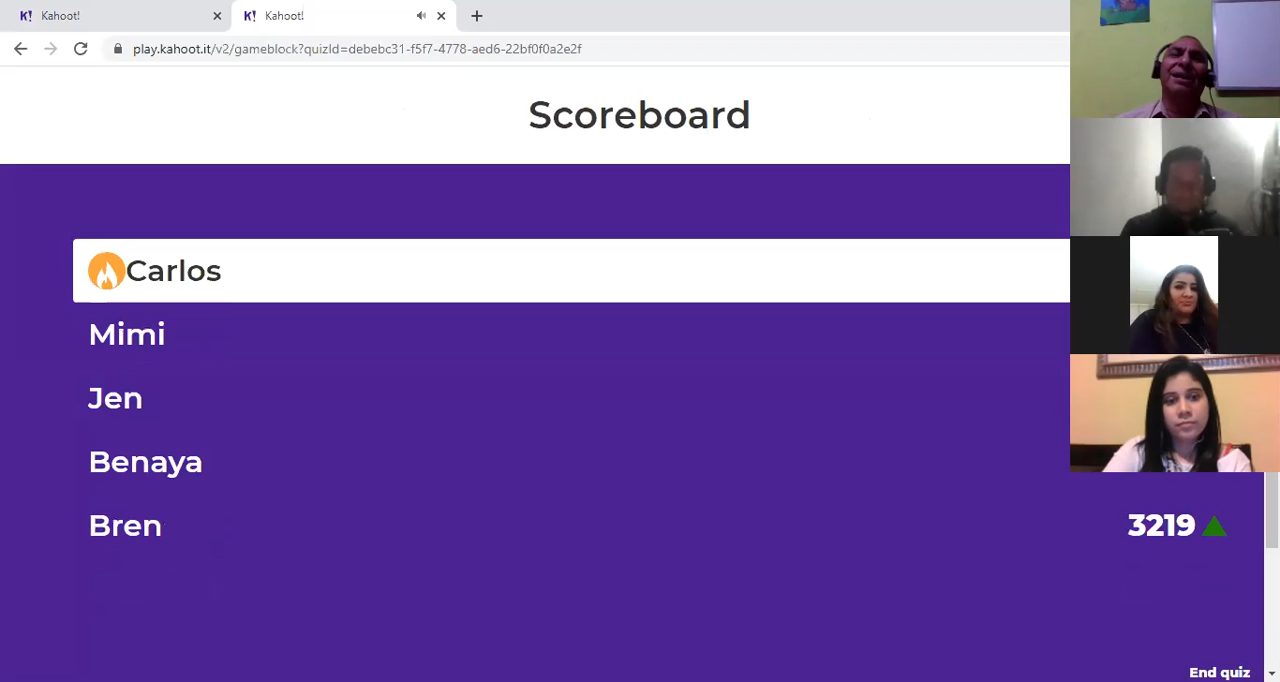 K! Kahoot!
K! Kahoot!
play.kahoot.it/v2/gameblock?quizId=debebc31-f5f7-4778-aed6-22bf0f0a2e2f
Scoreboard
Carlos
Mimi
Jen
Benaya
Bren 3219
End quiz